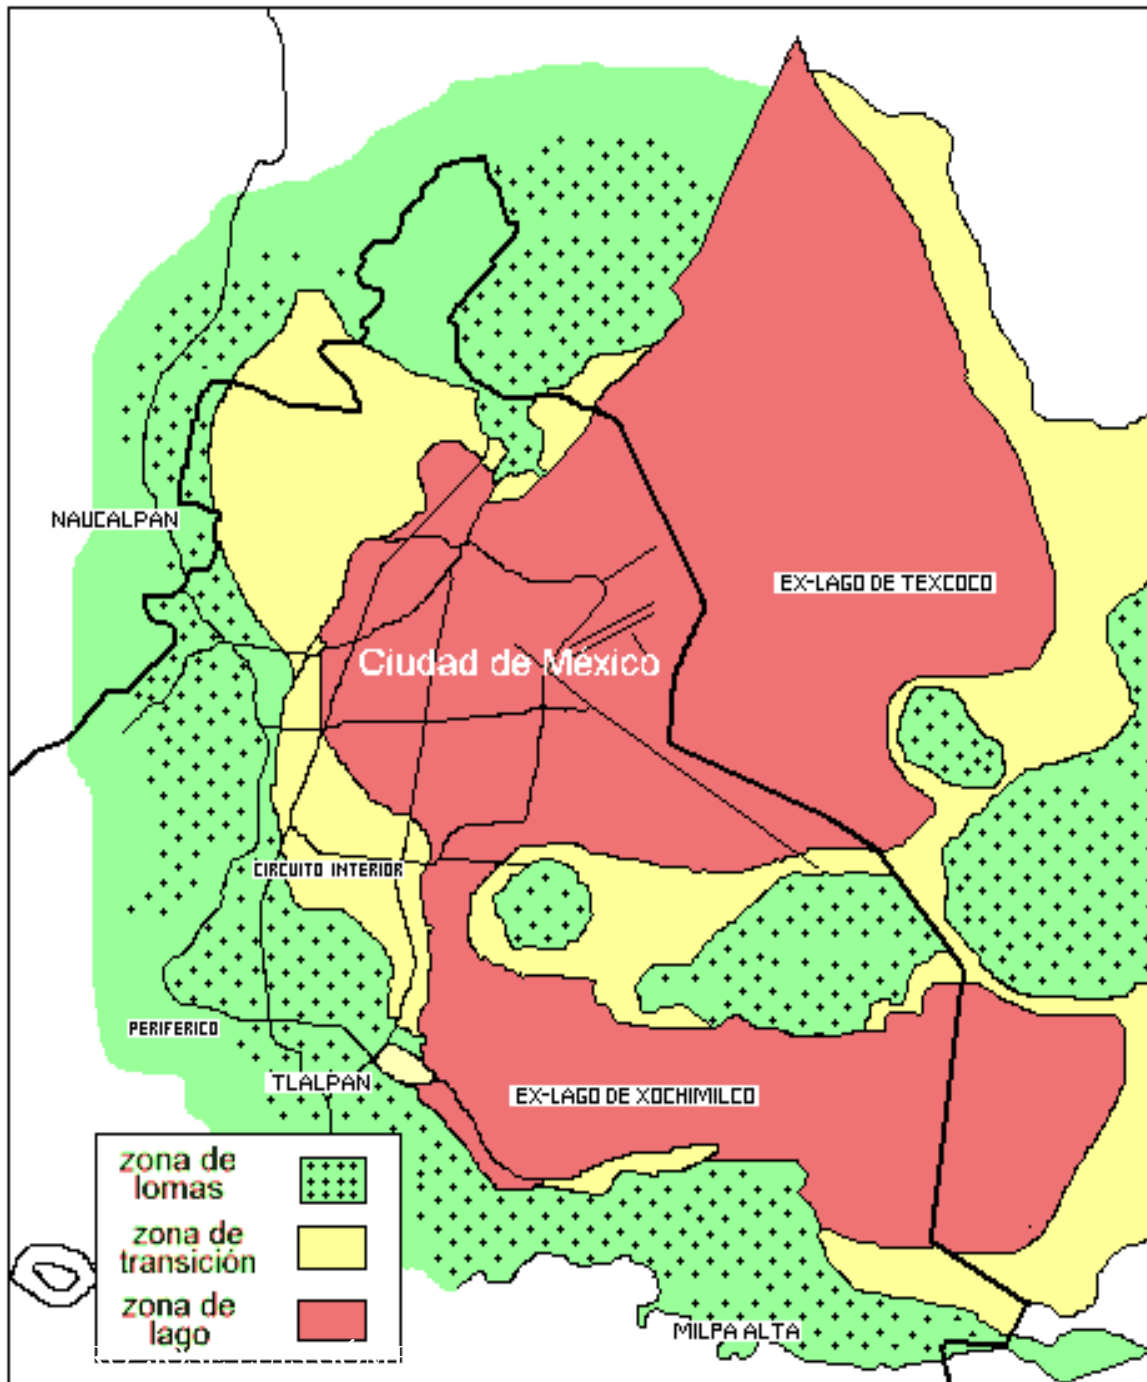 NAUCALPAN
EX-LAGO DE TEXCOCO
Ciudad de México
CIRCUITO INTERIOR
PERIFERICO
TLALPAN
EX-LAGO DE XOCHIMILCO
zona de
lomas
zona de
transición
zona de
lago
MILPA ALTA